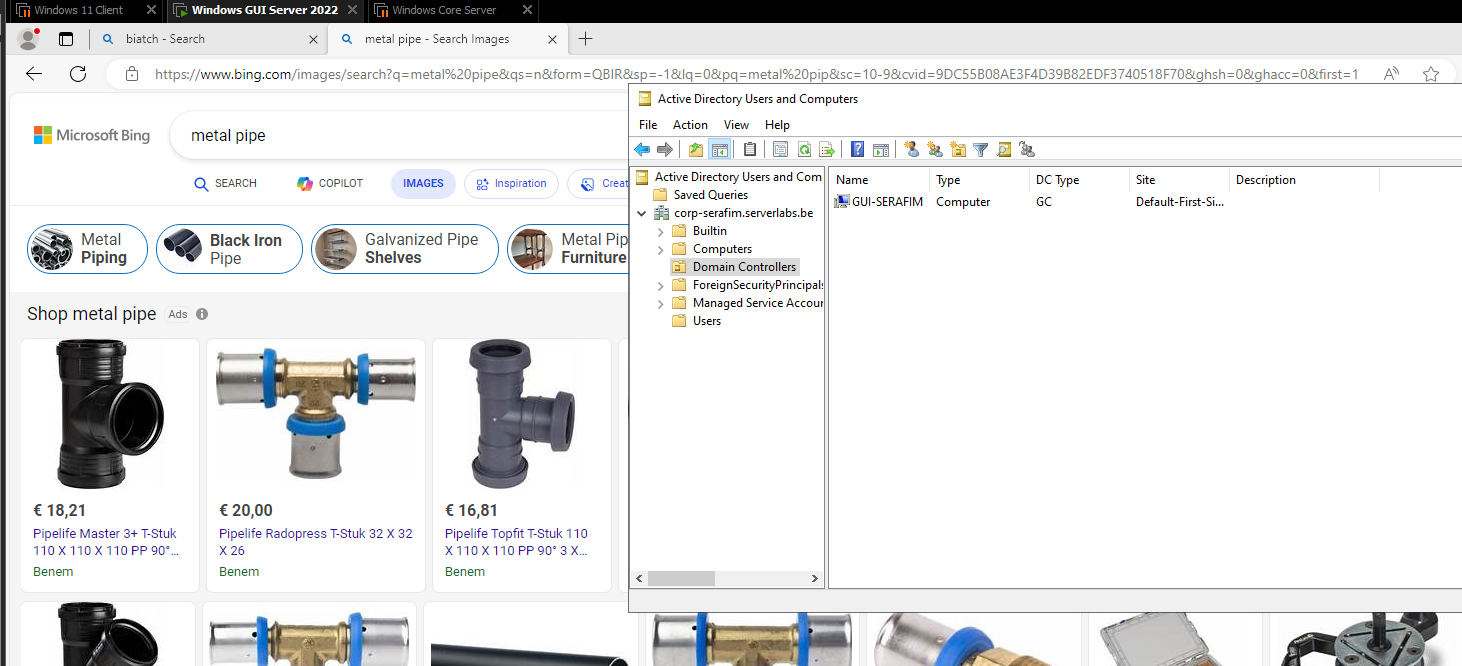 Windows 11 Client
Windows GUI Server 2022
Windows Core Server
biatch - Search
metal pipe - Search Images
https://www.bing.com/images/search?q=metal%20pipe&qs=n&form=QBIR&sp=-1&lq=0&pq=metal%20pip&sc=10-9&cvid=9DC55B08AE3F4D39B82EDF3740518F70&ghsh=0&ghacc=0&first=1
Microsoft Bing
metal pipe
SEARCH
COPILOT
IMAGES
Inspiration
Creat
Metal
Piping
Black Iron
Pipe
Galvanized Pipe
Shelves
Metal Pip
Furniture
Shop metal pipe
Ads
€ 18,21
Pipelife Master 3+ T-Stuk
110 X 110 X 110 PP 90°...
Benem
€ 20,00
Pipelife Radopress T-Stuk 32 X 32
X 26
Benem
€ 16,81
Pipelife Topfit T-Stuk 110
X 110 X 110 PP 90° 3 X...
Benem
Active Directory Users and Computers
File
Action
View
Help
Active Directory Users and Com
Saved Queries
corp-serafim.serverlabs.be
Builtin
Computers
Domain Controllers
ForeignSecurityPrincipals
Managed Service Accour
Users
Name
Type
DC Type
Site
Description
GUI-SERAFIM
Computer
GC
Default-First-Si...